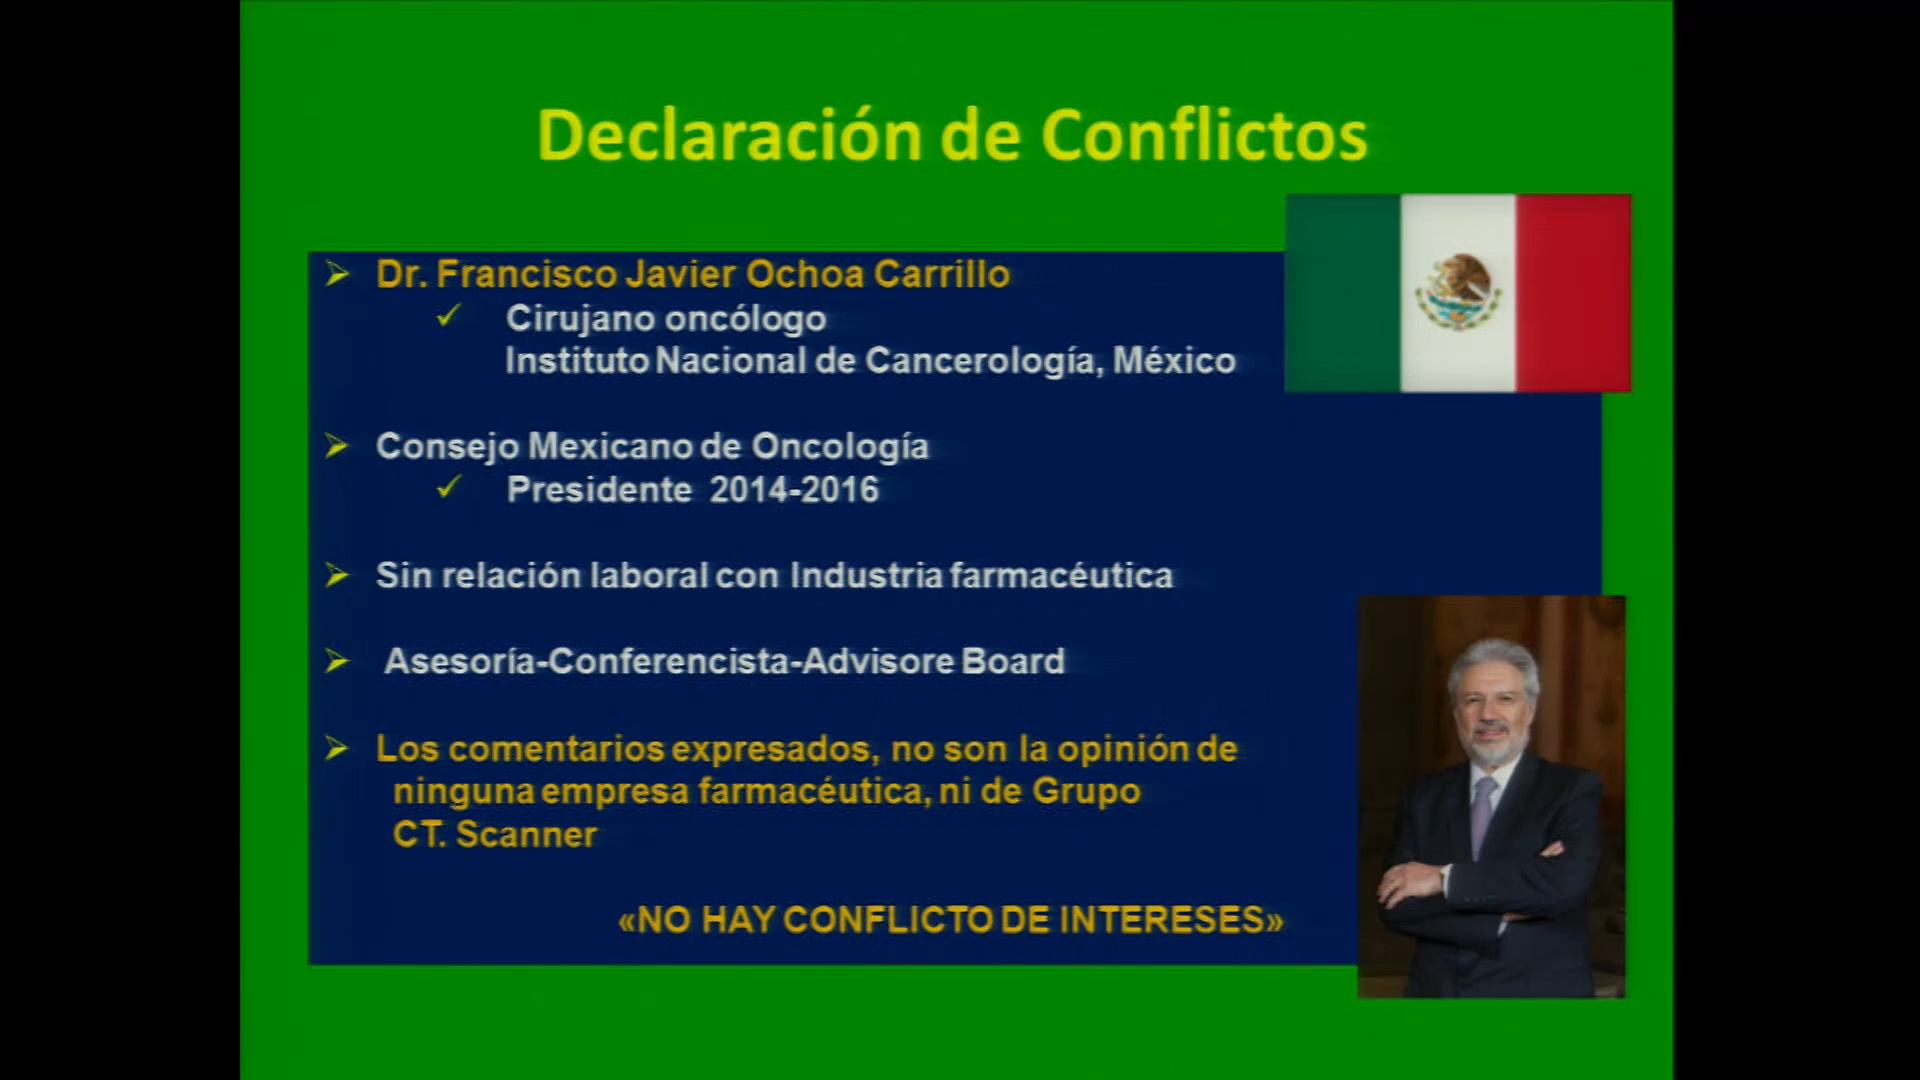 Declaración de Conflictos
Dr. Francisco Javier Ochoa Carrillo
Cirujano oncólogo
Instituto Nacional de Cancerología, México
Consejo Mexicano de Oncología
Presidente 2014-2016
Sin relación laboral con Industria farmacéutica
Asesoría-Conferencista-Advisore Board
Los comentarios expresados, no son la opinión de
ninguna empresa farmacéutica, ni de Grupo
CT. Scanner
«NO HAY CONFLICTO DE INTERESES»